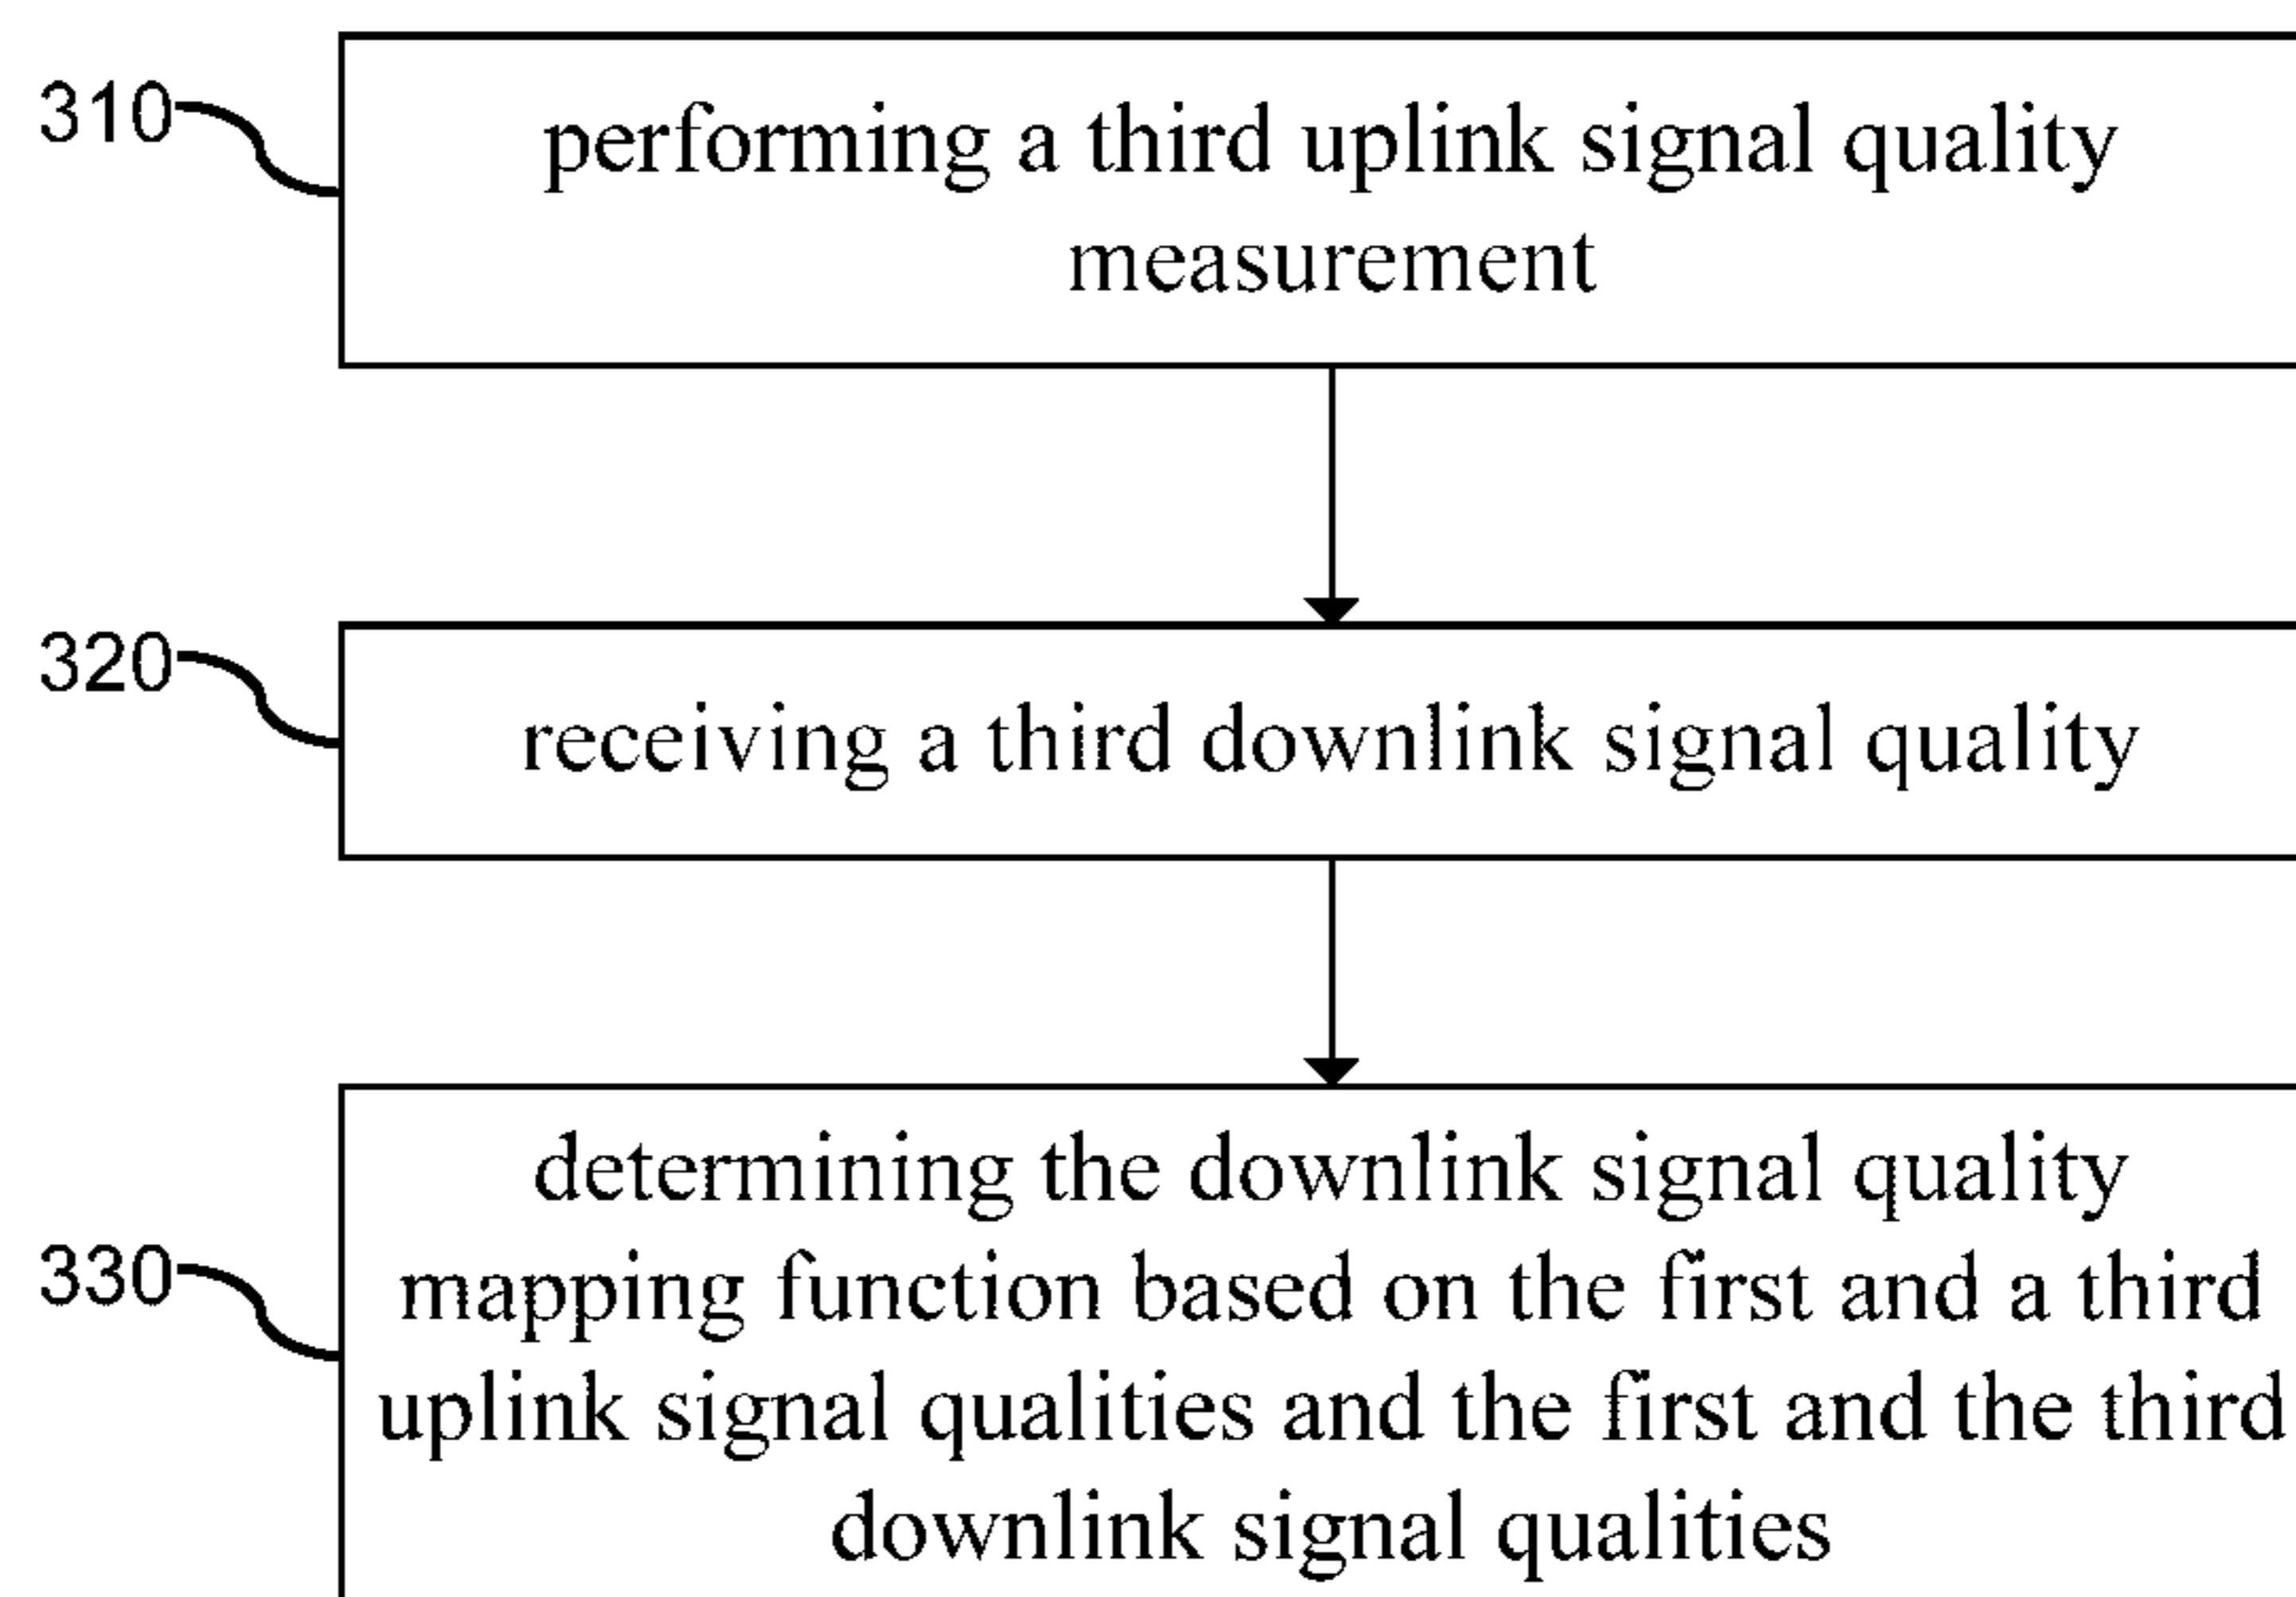 310
performing a third uplink signal quality
measurement
320
receiving a third downlink signal quality
determining the downlink signal quality
330
mapping function based on the first and a third
uplink signal qualities and the first and the third
downlink signal qualities